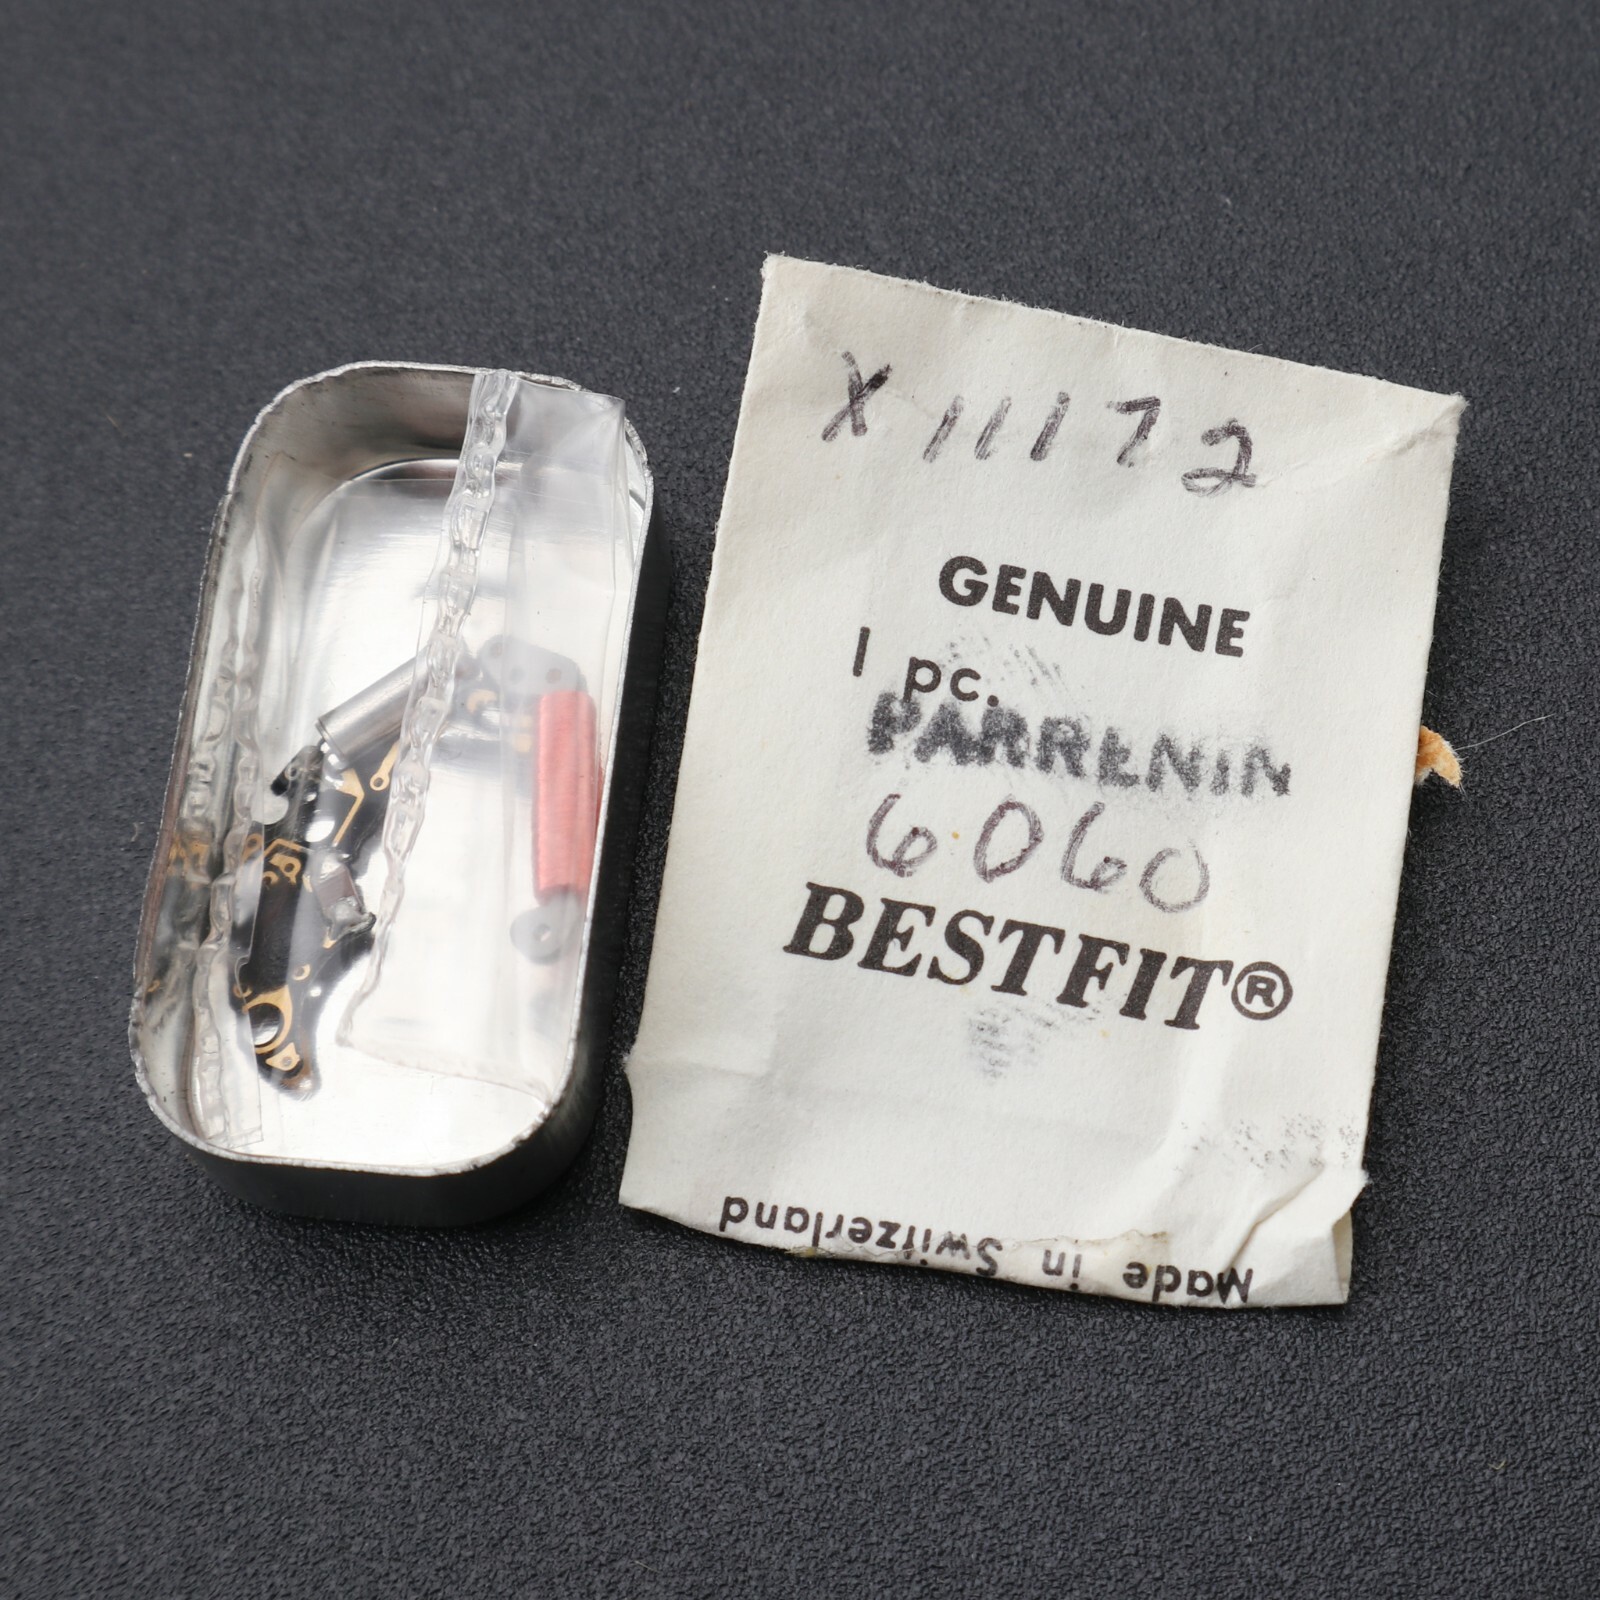 X 11172
GENUINE
1 pc.
PARRENIN
6060
BESTFIT®
Made in Switzerland